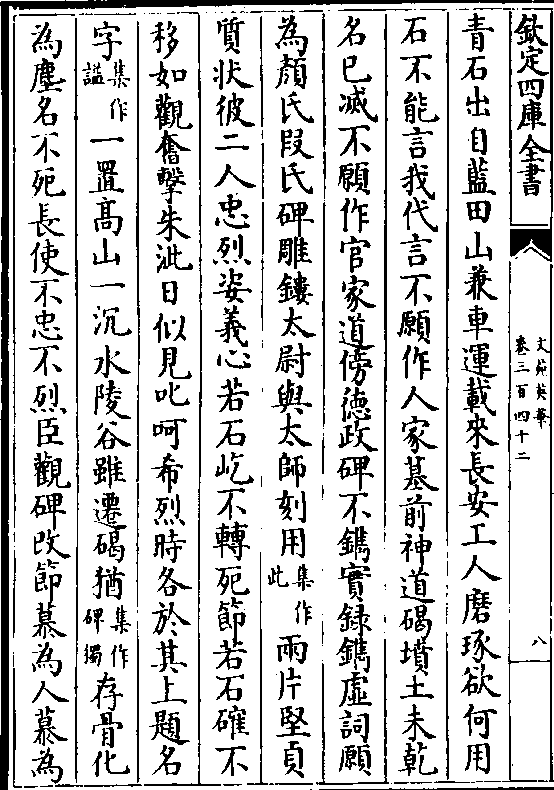 欽定四庫全書
文苑英華
卷三百四十二
八
青石出自藍田山兼車運載來長安工人磨琢欲何用
石不能言我代言不願作人家墓前神道碣墳土未乾
名已滅不願作官家道傍徳政碑不鐫實録鐫虚詞願
為顔氏叚氏碑雕鏤太尉與太師刻用集作此兩片堅貞
質狀彼二人忠烈姿義心若石屹不轉死節若石確不
移如觀奮擊朱泚日似見叱呵希烈時各於其上題名
字集作諡一置髙山一沉水陵谷雖遷碣猶集作碑獨存骨化
為塵名不死長使不忠不烈臣觀碑改節慕為人慕為